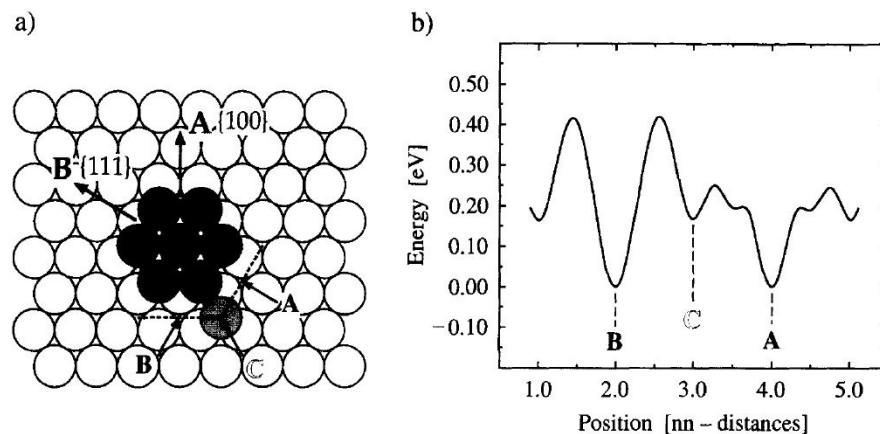 a)
A {100}
B {111}
A
B
C
b)
Energy [eV]
0.50
0.40
0.30
0.20
0.10
0.00
−0.10
B
C
A
1.0 2.0 3.0 4.0 5.0
Position [nn – distances]